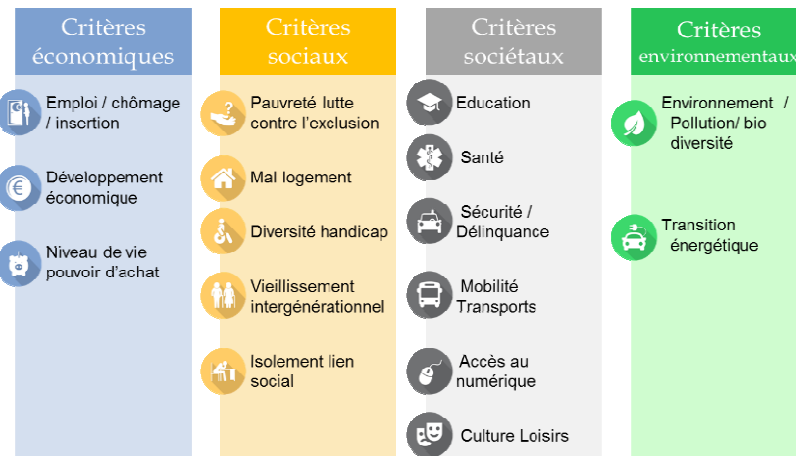 Critères
économiques
Emploi / chômage
/ insertion
Développement
économique
Niveau de vie
pouvoir d'achat
Critères
sociaux
Pauvreté lutte
contre l'exclusion
Mal logement
Diversité handicap
Vieillissement
intergénérationnel
Isolement lien
social
Critères
sociétaux
Education
Santé
Sécurité /
Délinquance
Mobilité
Transports
Accès au
numérique
Culture Loisirs
Critères
environnementaux
Environnement /
Pollution/ bio
diversité
Transition
énergétique